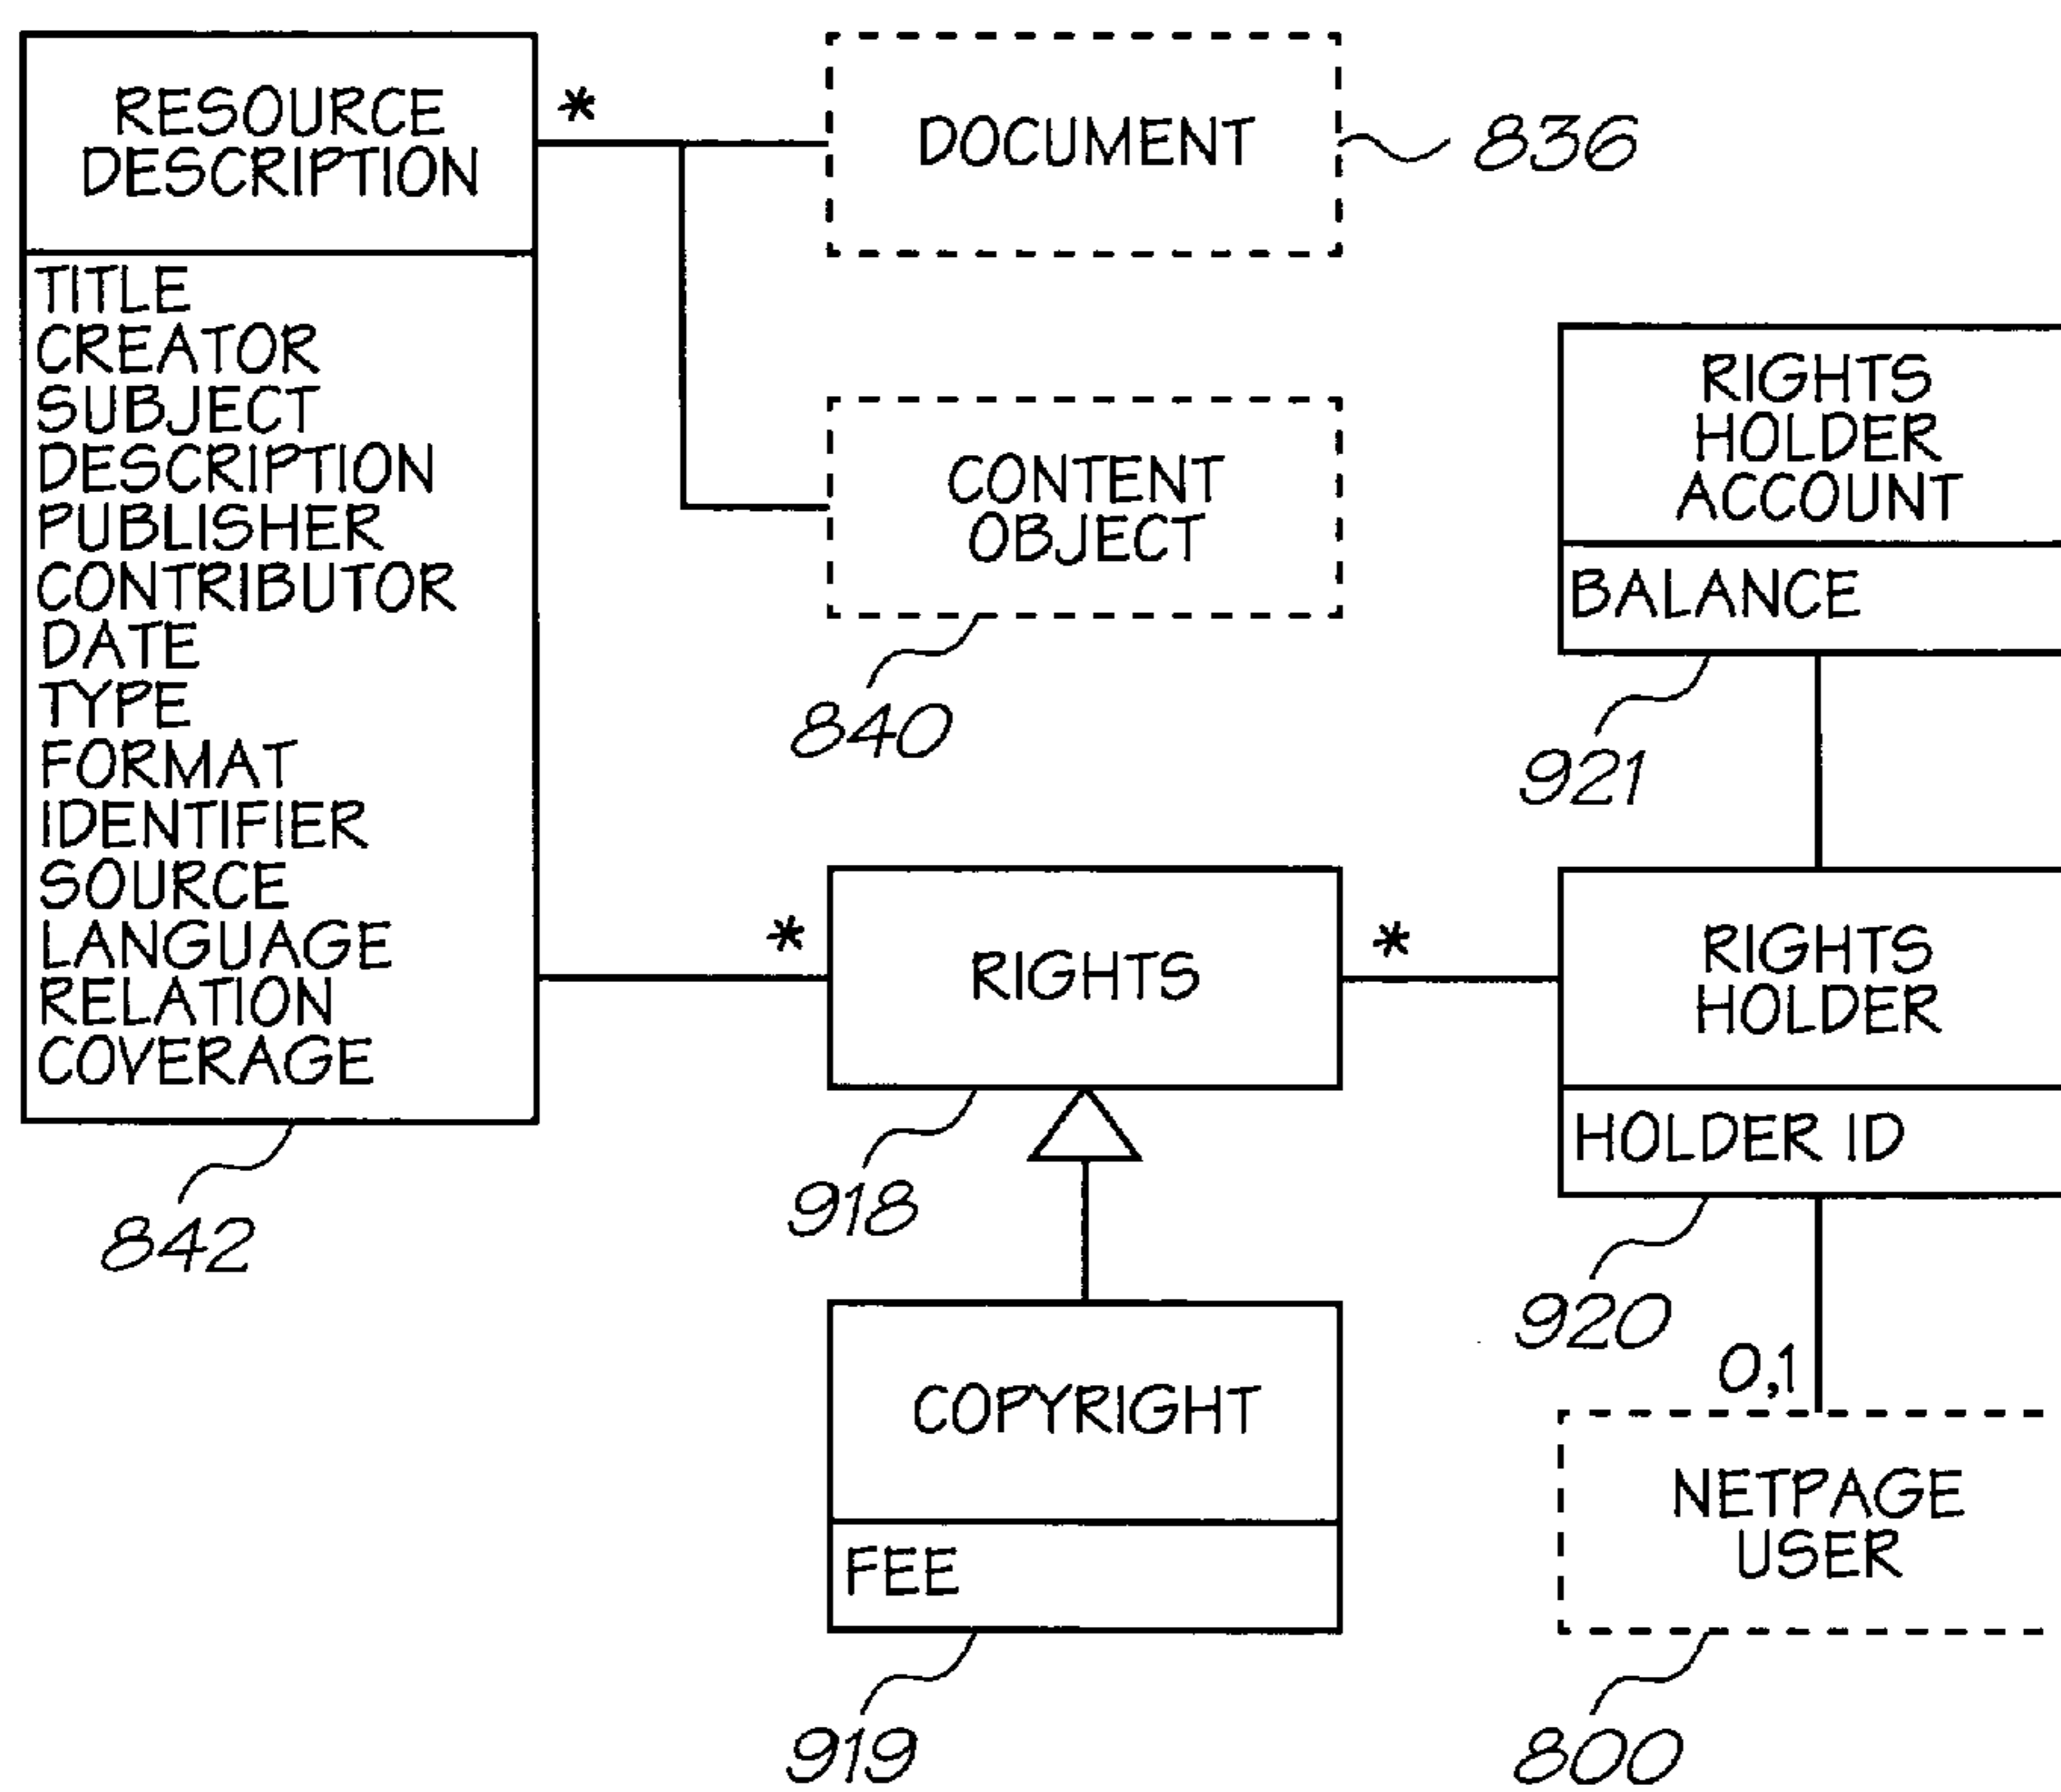 RESOURCE
DESCRIPTION
*
TITLE
CREATOR
SUBJECT
DESCRIPTION
PUBLISHER
CONTRIBUTOR
DATE
TYPE
FORMAT
IDENTIFIER
SOURCE
LANGUAGE
RELATION
COVERAGE
842
DOCUMENT
836
CONTENT
OBJECT
840
RIGHTS
HOLDER
ACCOUNT
BALANCE
921
*
RIGHTS
*
918
RIGHTS
HOLDER
HOLDER ID
920
COPYRIGHT
FEE
919
0,1
NETPAGE
USER
800